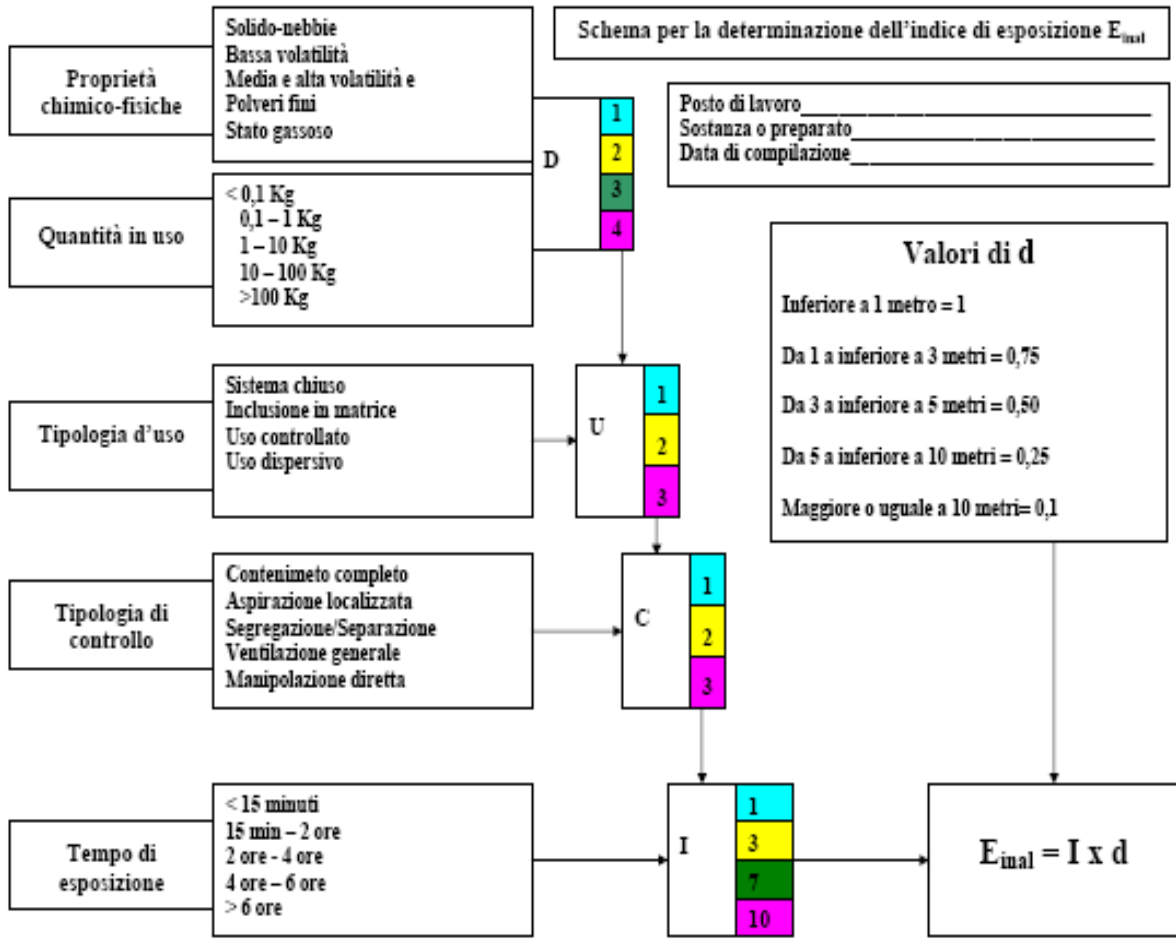 Schema per la determinazione dell'indice di esposizione Einal
Posto di lavoro______________________________
Sostanza o preparato__________________________
Data di compilazione__________________________
Proprietà
chimico-fisiche
Solido-nebbie
Bassa volatilità
Media e alta volatilità e
Polveri fini
Stato gassoso
D
1
2
3
4
Quantità in uso
< 0,1 Kg
0,1 – 1 Kg
1 – 10 Kg
10 – 100 Kg
>100 Kg
Valori di d
Inferiore a 1 metro = 1
Da 1 a inferiore a 3 metri = 0,75
Da 3 a inferiore a 5 metri = 0,50
Da 5 a inferiore a 10 metri = 0,25
Maggiore o uguale a 10 metri= 0,1
Tipologia d'uso
Sistema chiuso
Inclusione in matrice
Uso controllato
Uso dispersivo
U
1
2
3
Tipologia di
controllo
Contenimeto completo
Aspirazione localizzata
Segregazione/Separazione
Ventilazione generale
Manipolazione diretta
C
1
2
3
Tempo di
esposizione
< 15 minuti
15 min – 2 ore
2 ore - 4 ore
4 ore – 6 ore
> 6 ore
I
1
3
7
10
Einal = I x d